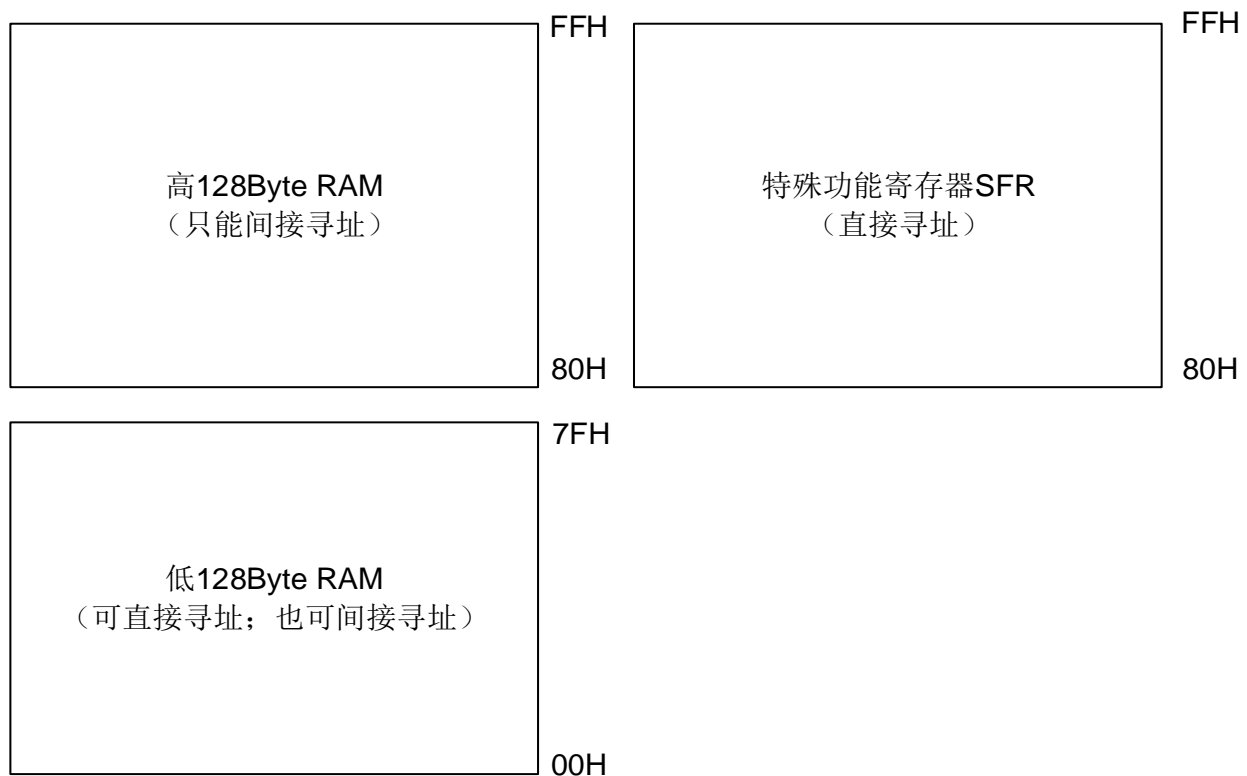 FFH
高128Byte RAM
（只能间接寻址）
80H
FFH
特殊功能寄存器SFR
（直接寻址）
80H
7FH
低128Byte RAM
（可直接寻址；也可间接寻址）
00H